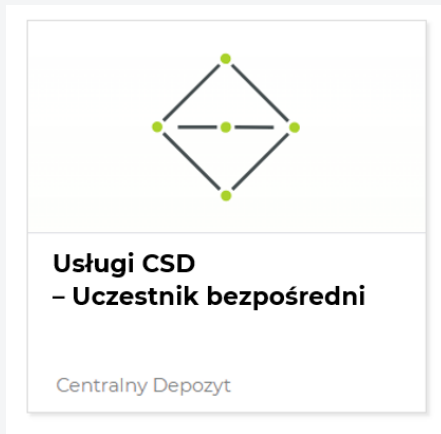 Usługi CSD
– Uczestnik bezpośredni
Centralny Depozyt